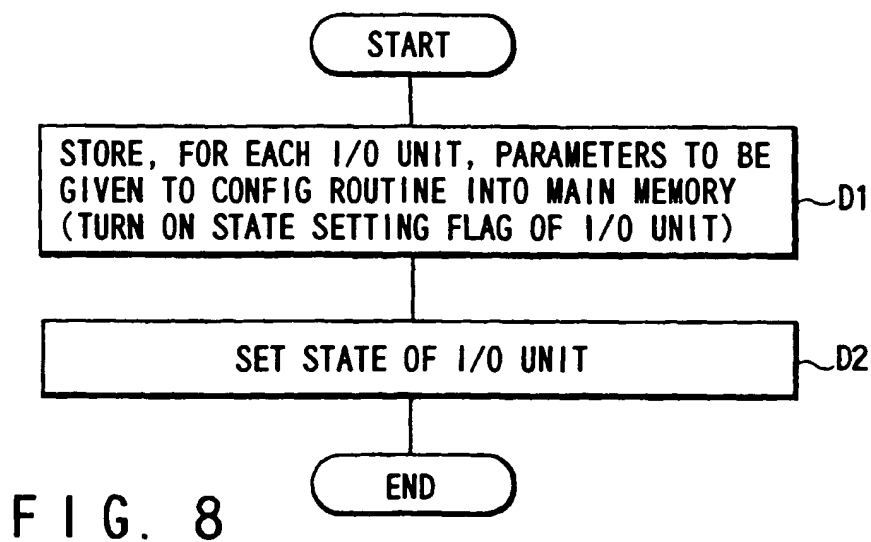 START
STORE, FOR EACH I/O UNIT, PARAMETERS TO BE
GIVEN TO CONFIG ROUTINE INTO MAIN MEMORY
(TURN ON STATE SETTING FLAG OF I/O UNIT)
D1
SET STATE OF I/O UNIT
D2
END
FIG. 8